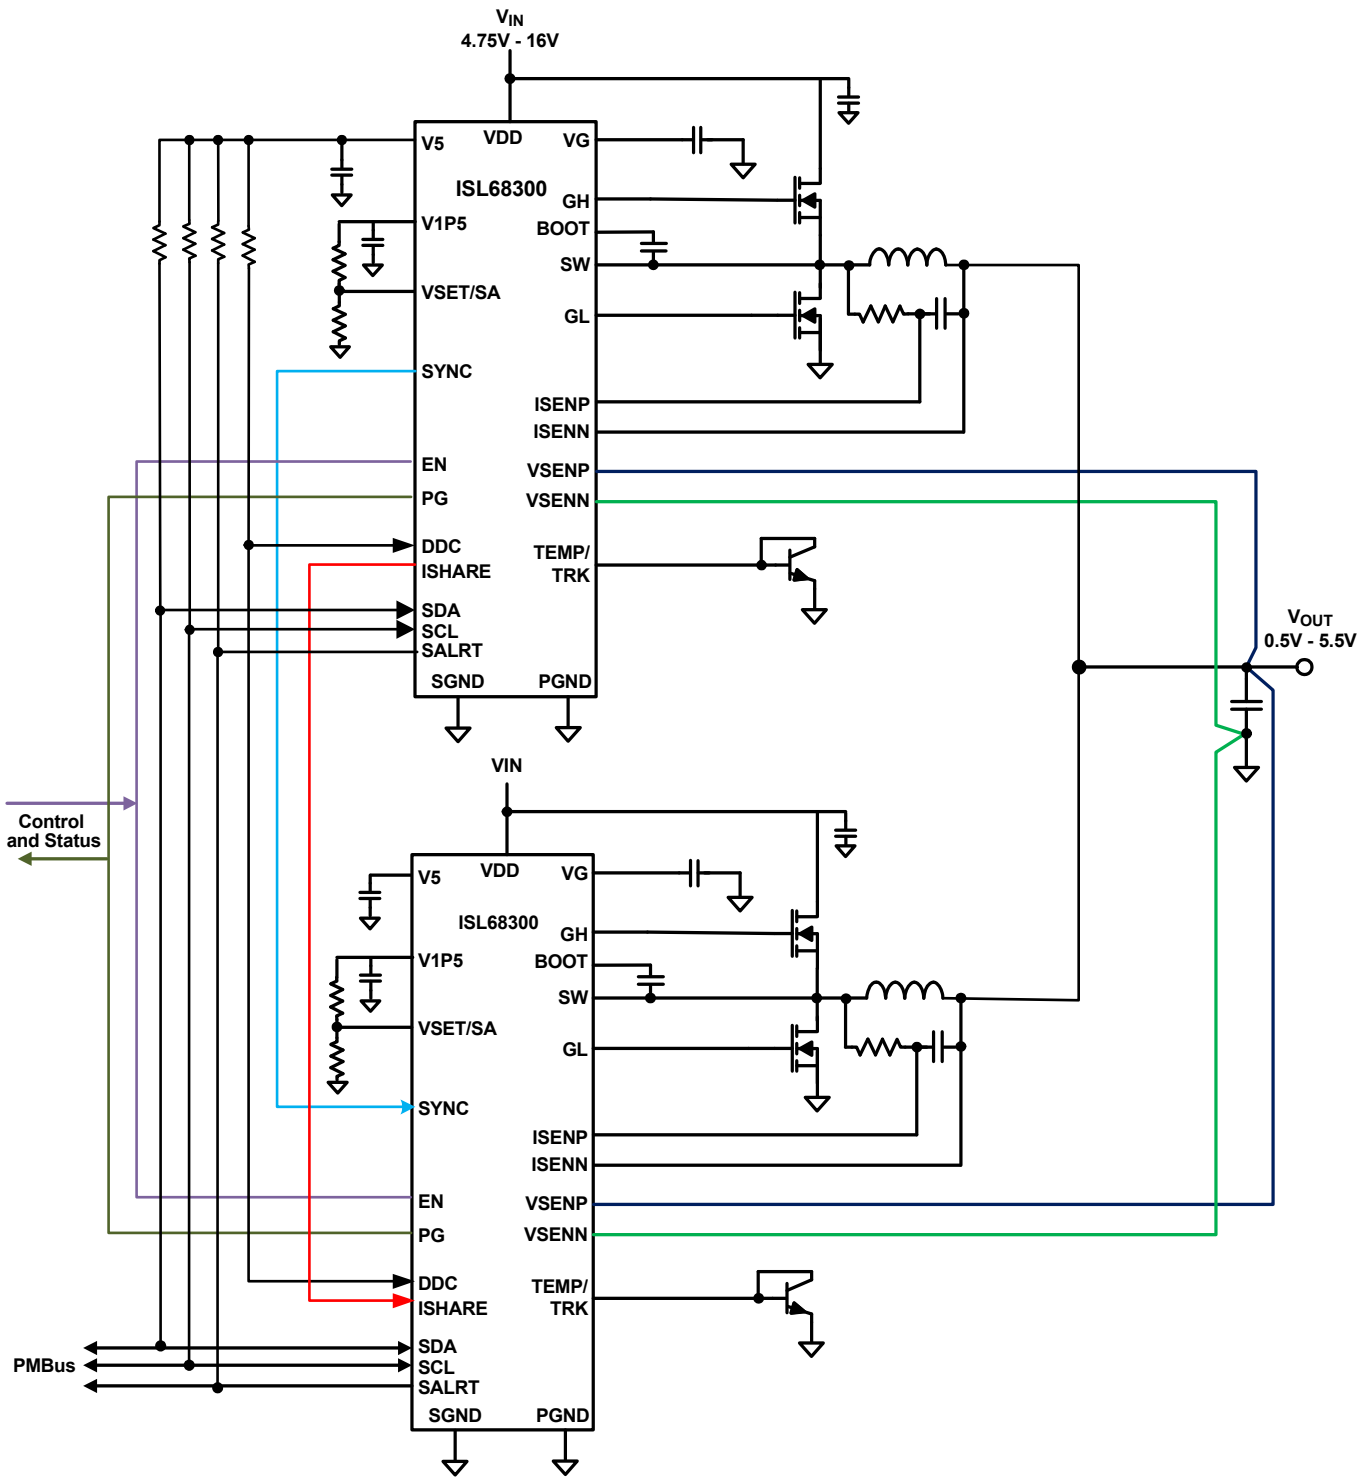 VIN
4.75V - 16V
V5
VDD
VG
ISL68300
GH
V1P5
BOOT
SW
VSET/SA
GL
SYNC
ISENP
ISENN
EN
VSENP
PG
VSENN
DDC
TEMP/
TRK
ISHARE
SDA
SCL
SALRT
SGND
PGND
VOUT
0.5V - 5.5V
VIN
Control
and Status
V5
VDD
VG
ISL68300
GH
V1P5
BOOT
SW
VSET/SA
GL
SYNC
ISENP
ISENN
EN
VSENP
PG
VSENN
DDC
TEMP/
TRK
ISHARE
SDA
PMBus
SCL
SALRT
SGND
PGND